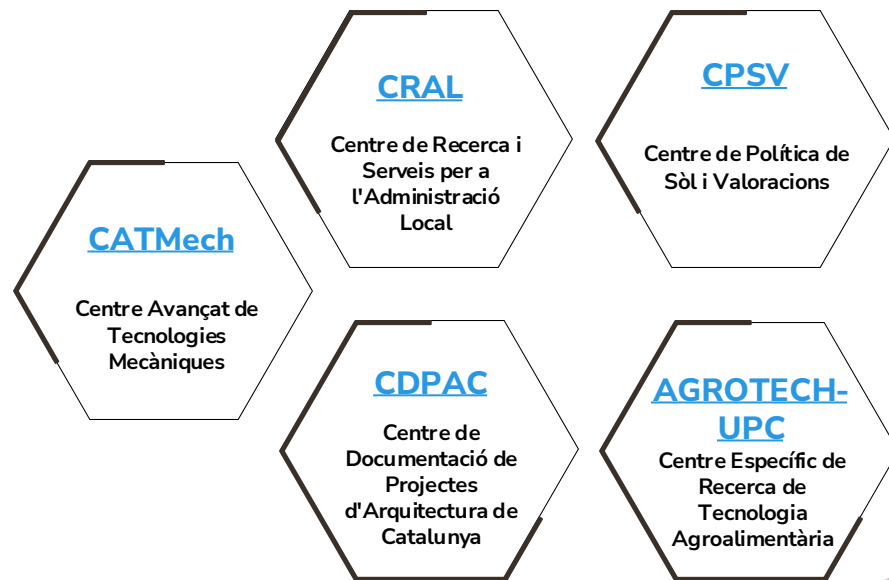 CRAL
Centre de Recerca i
Serveis per a
l'Administració
Local
CPSV
Centre de Política de
Sòl i Valoracions
CATMech
Centre Avançat de
Tecnologies
Mecàniques
CDPAC
Centre de
Documentació de
Projectes
d'Arquitectura de
Catalunya
AGROTECH-
UPC
Centre Específic de
Recerca de
Tecnologia
Agroalimentària